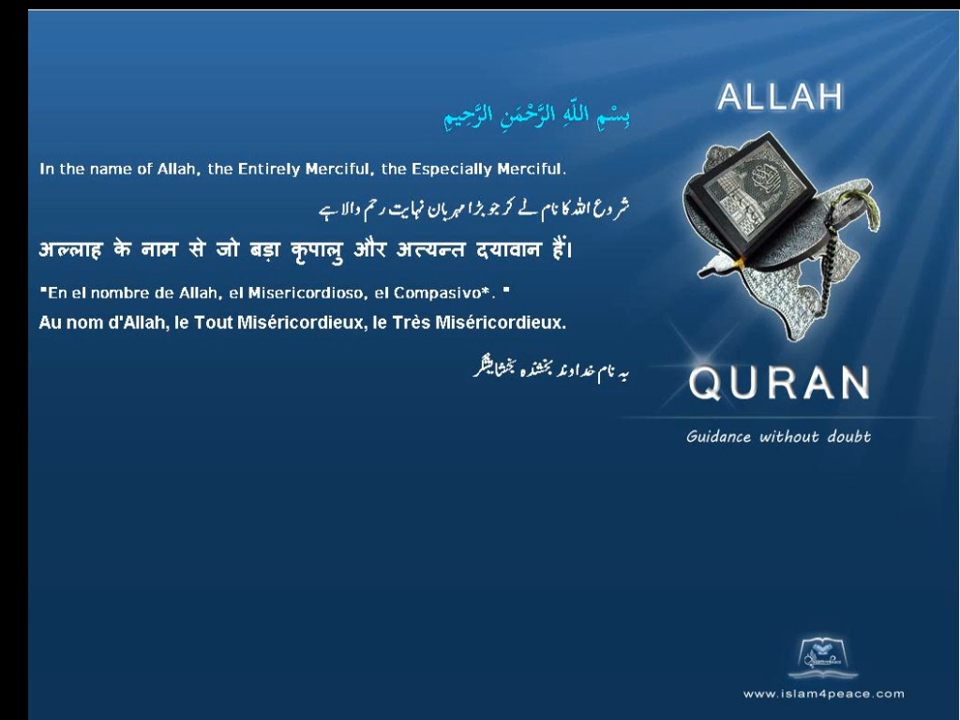 بِسْمِ اللَّهِ الرَّحْمَنِ الرَّحِيمِ
In the name of Allah, the Entirely Merciful, the Especially Merciful.
شروع اللہ کا نام لے کر جو بڑا مہربان نہایت رحم والا ہے
अल्लाह के नाम से जो बड़ा कृपालु और अत्यन्त दयावान हैं।
"En el nombre de Allah, el Misericordioso, el Compasivo*. "
Au nom d'Allah, le Tout Miséricordieux, le Très Miséricordieux.
به نام خداوند بخشنده بخشایشگر
ALLAH
QURAN
Guidance without doubt
www.islam4peace.com